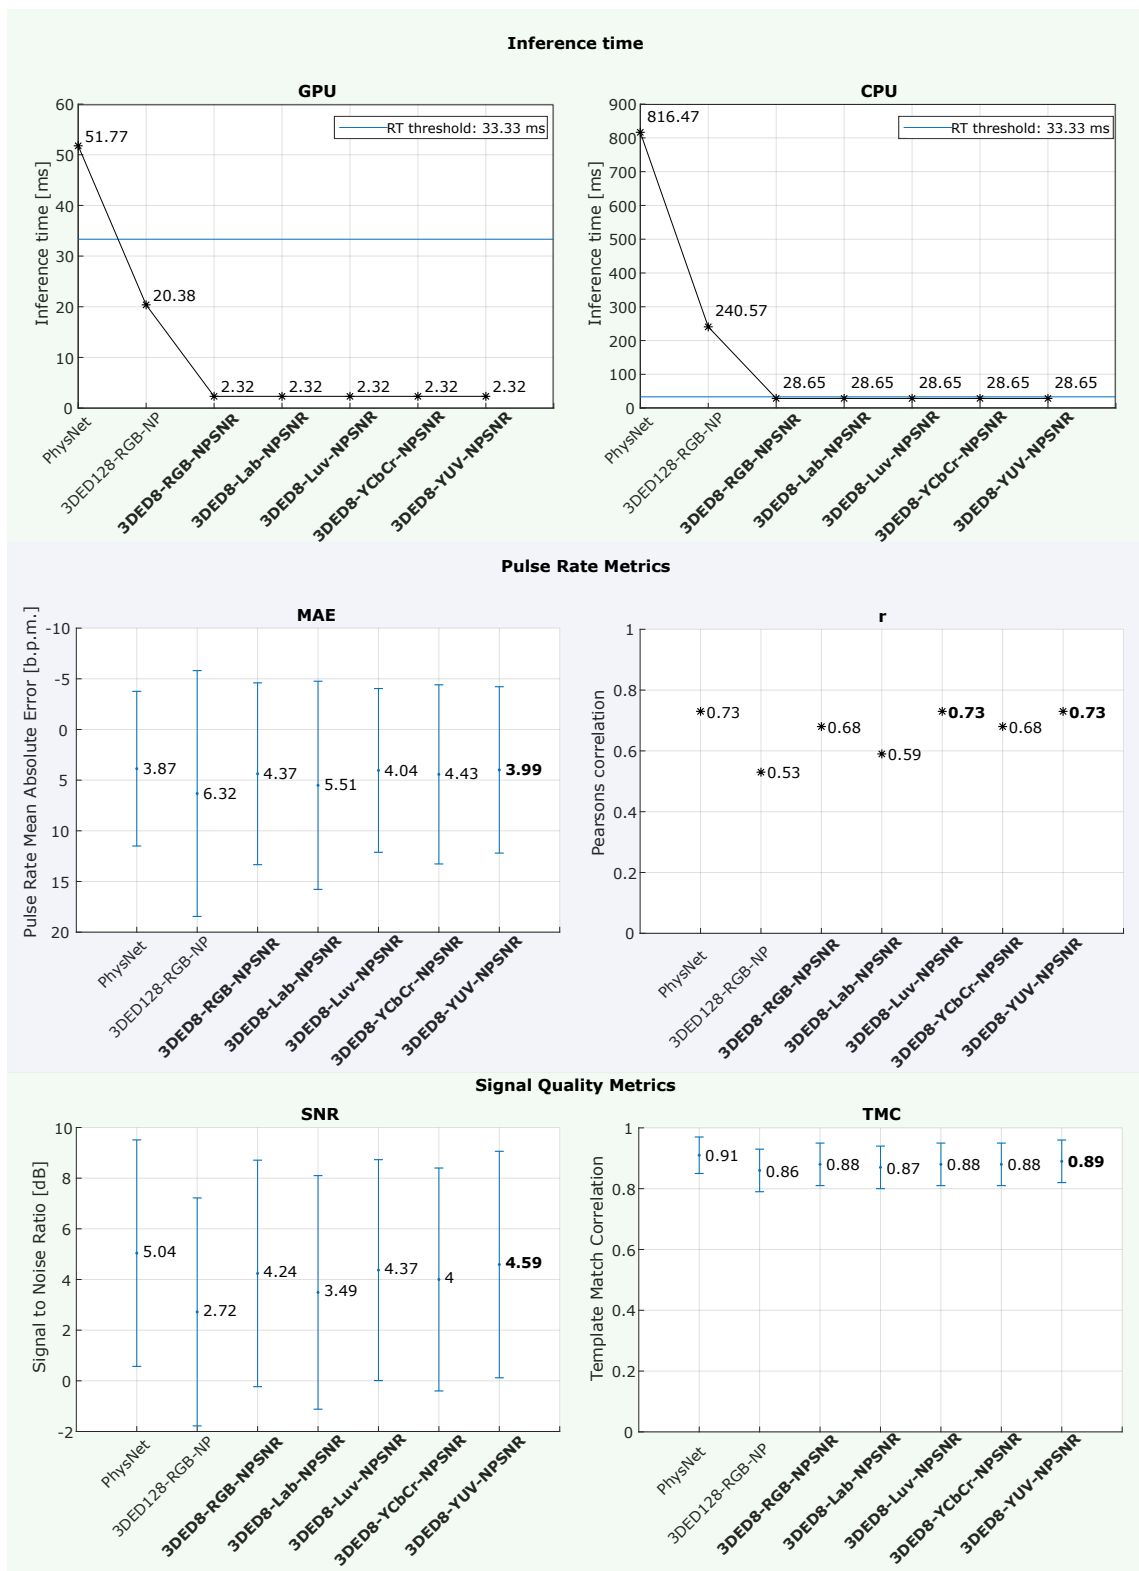 Inference time
GPU
60
50
40
30
20
10
0
Inference time [ms]
RT threshold: 33.33 ms
51.77
20.38
2.32
2.32
2.32
2.32
2.32
PhysNet
3DED128-RGB-NP
3DED8-RGB-NPSNR
3DED8-Lab-NPSNR
3DED8-Luv-NPSNR
3DED8-YCbCr-NPSNR
3DED8-YUV-NPSNR
CPU
900
800
700
600
500
400
300
200
100
0
Inference time [ms]
RT threshold: 33.33 ms
816.47
240.57
28.65
28.65
28.65
28.65
28.65
PhysNet
3DED128-RGB-NP
3DED8-RGB-NPSNR
3DED8-Lab-NPSNR
3DED8-Luv-NPSNR
3DED8-YCbCr-NPSNR
3DED8-YUV-NPSNR
Pulse Rate Metrics
MAE
-10
-5
0
5
10
15
20
Pulse Rate Mean Absolute Error [b.p.m.]
3.87
6.32
4.37
5.51
4.04
4.43
3.99
PhysNet
3DED128-RGB-NP
3DED8-RGB-NPSNR
3DED8-Lab-NPSNR
3DED8-Luv-NPSNR
3DED8-YCbCr-NPSNR
3DED8-YUV-NPSNR
r
1
0.8
0.6
0.4
0.2
0
Pearsons correlation
0.73
0.53
0.68
0.59
0.73
0.68
0.73
PhysNet
3DED128-RGB-NP
3DED8-RGB-NPSNR
3DED8-Lab-NPSNR
3DED8-Luv-NPSNR
3DED8-YCbCr-NPSNR
3DED8-YUV-NPSNR
Signal Quality Metrics
SNR
10
8
6
4
2
0
-2
Signal to Noise Ratio [dB]
5.04
2.72
4.24
3.49
4.37
4
4.59
PhysNet
3DED128-RGB-NP
3DED8-RGB-NPSNR
3DED8-Lab-NPSNR
3DED8-Luv-NPSNR
3DED8-YCbCr-NPSNR
3DED8-YUV-NPSNR
TMC
1
0.8
0.6
0.4
0.2
0
Template Match Correlation
0.91
0.86
0.88
0.87
0.88
0.88
0.89
PhysNet
3DED128-RGB-NP
3DED8-RGB-NPSNR
3DED8-Lab-NPSNR
3DED8-Luv-NPSNR
3DED8-YCbCr-NPSNR
3DED8-YUV-NPSNR